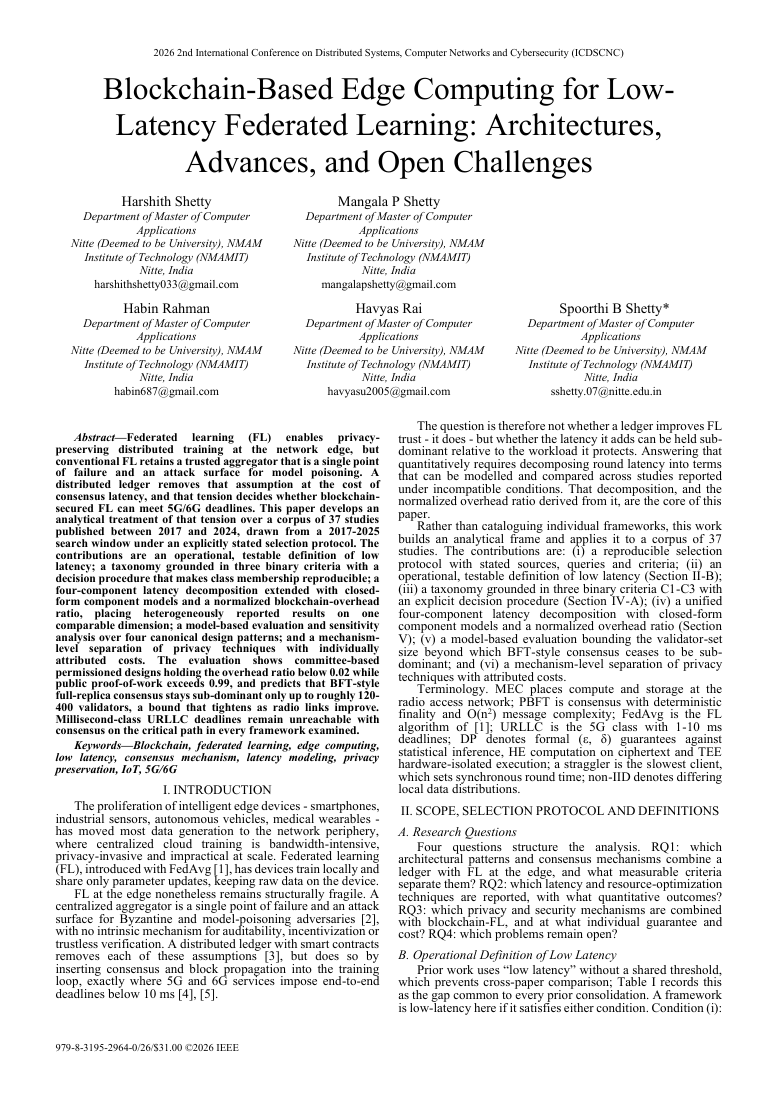 2026 2nd International Conference on Distributed Systems, Computer Networks and Cybersecurity (ICDSCNC)
Blockchain-Based Edge Computing for Low-
Latency Federated Learning: Architectures,
Advances, and Open Challenges
Harshith Shetty
Department of Master of Computer
Applications
Nitte (Deemed to be University), NMAM
Institute of Technology (NMAMIT)
Nitte, India
harshithshetty033@gmail.com
Mangala P Shetty
Department of Master of Computer
Applications
Nitte (Deemed to be University), NMAM
Institute of Technology (NMAMIT)
Nitte, India
mangalapshetty@gmail.com
Habin Rahman
Department of Master of Computer
Applications
Nitte (Deemed to be University), NMAM
Institute of Technology (NMAMIT)
Nitte, India
habin687@gmail.com
Havyas Rai
Department of Master of Computer
Applications
Nitte (Deemed to be University), NMAM
Institute of Technology (NMAMIT)
Nitte, India
havyasu2005@gmail.com
Spoorthi B Shetty*
Department of Master of Computer
Applications
Nitte (Deemed to be University), NMAM
Institute of Technology (NMAMIT)
Nitte, India
sshetty.07@nitte.edu.in
Abstract—Federated learning (FL) enables privacy-
preserving distributed training at the network edge, but
conventional FL retains a trusted aggregator that is a single point
of failure and an attack surface for model poisoning. A
distributed ledger removes that assumption at the cost of
consensus latency, and that tension decides whether blockchain-
secured FL can meet 5G/6G deadlines. This paper develops an
analytical treatment of that tension over a corpus of 37 studies
published between 2017 and 2024, drawn from a 2017-2025
search window under an explicitly stated selection protocol. The
contributions are an operational, testable definition of low
latency; a taxonomy grounded in three binary criteria with a
decision procedure that makes class membership reproducible; a
four-component latency decomposition extended with closed-
form component models and a normalized blockchain-overhead
ratio, placing heterogeneously reported results on one
comparable dimension; a model-based evaluation and sensitivity
analysis over four canonical design patterns; and a mechanism-
level separation of privacy techniques with individually
attributed costs. The evaluation shows committee-based
permissioned designs holding the overhead ratio below 0.02 while
public proof-of-work exceeds 0.99, and predicts that BFT-style
full-replica consensus stays sub-dominant only up to roughly 120-
400 validators, a bound that tightens as radio links improve.
Millisecond-class URLLC deadlines remain unreachable with
consensus on the critical path in every framework examined.
Keywords—Blockchain, federated learning, edge computing,
low latency, consensus mechanism, latency modeling, privacy
preservation, IoT, 5G/6G
I. INTRODUCTION
The proliferation of intelligent edge devices - smartphones,
industrial sensors, autonomous vehicles, medical wearables -
has moved most data generation to the network periphery,
where centralized cloud training is bandwidth-intensive,
privacy-invasive and impractical at scale. Federated learning
(FL), introduced with FedAvg [1], has devices train locally and
share only parameter updates, keeping raw data on the device.
FL at the edge nonetheless remains structurally fragile. A
centralized aggregator is a single point of failure and an attack
surface for Byzantine and model-poisoning adversaries [2],
with no intrinsic mechanism for auditability, incentivization or
trustless verification. A distributed ledger with smart contracts
removes each of these assumptions [3], but does so by
inserting consensus and block propagation into the training
loop, exactly where 5G and 6G services impose end-to-end
deadlines below 10 ms [4], [5].
The question is therefore not whether a ledger improves FL
trust - it does - but whether the latency it adds can be held sub-
dominant relative to the workload it protects. Answering that
quantitatively requires decomposing round latency into terms
that can be modelled and compared across studies reported
under incompatible conditions. That decomposition, and the
normalized overhead ratio derived from it, are the core of this
paper.
Rather than cataloguing individual frameworks, this work
builds an analytical frame and applies it to a corpus of 37
studies. The contributions are: (i) a reproducible selection
protocol with stated sources, queries and criteria; (ii) an
operational, testable definition of low latency (Section II-B);
(iii) a taxonomy grounded in three binary criteria C1-C3 with
an explicit decision procedure (Section IV-A); (iv) a unified
four-component latency decomposition with closed-form
component models and a normalized overhead ratio (Section
V); (v) a model-based evaluation bounding the validator-set
size beyond which BFT-style consensus ceases to be sub-
dominant; and (vi) a mechanism-level separation of privacy
techniques with attributed costs.
Terminology. MEC places compute and storage at the
radio access network; PBFT is consensus with deterministic
finality and O(n²) message complexity; FedAvg is the FL
algorithm of [1]; URLLC is the 5G class with 1-10 ms
deadlines; DP denotes formal (ε, δ) guarantees against
statistical inference, HE computation on ciphertext and TEE
hardware-isolated execution; a straggler is the slowest client,
which sets synchronous round time; non-IID denotes differing
local data distributions.
II. SCOPE, SELECTION PROTOCOL AND DEFINITIONS
A. Research Questions
Four questions structure the analysis. RQ1: which
architectural patterns and consensus mechanisms combine a
ledger with FL at the edge, and what measurable criteria
separate them? RQ2: which latency and resource-optimization
techniques are reported, with what quantitative outcomes?
RQ3: which privacy and security mechanisms are combined
with blockchain-FL, and at what individual guarantee and
cost? RQ4: which problems remain open?
B. Operational Definition of Low Latency
Prior work uses “low latency” without a shared threshold,
which prevents cross-paper comparison; Table I records this
as the gap common to every prior consolidation. A framework
is low-latency here if it satisfies either condition. Condition (i):
979-8-3195-2964-0/26/$31.00 ©2026 IEEE